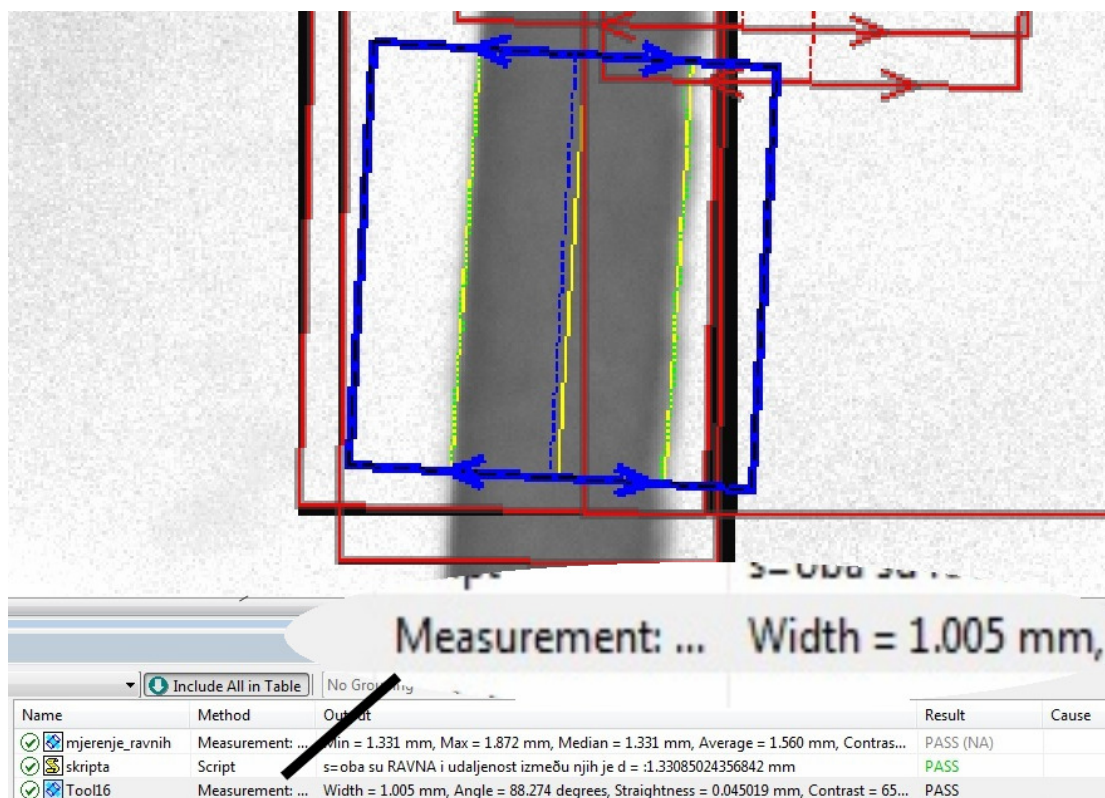 Measurement: ... Width = 1.005 mm,
Include All in Table No
Name Method Output Result Cause
mjerenje_ravnih Measurement: ... Min = 1.331 mm, Max = 1.872 mm, Median = 1.331 mm, Average = 1.560 mm, Contras... PASS (NA)
skripta Script s=oba su RAVNA i udaljenost između njih je d = :1.33085024356842 mm PASS
Tool16 Measurement: ... Width = 1.005 mm, Angle = 88.274 degrees, Straightness = 0.045019 mm, Contrast = 65... PASS